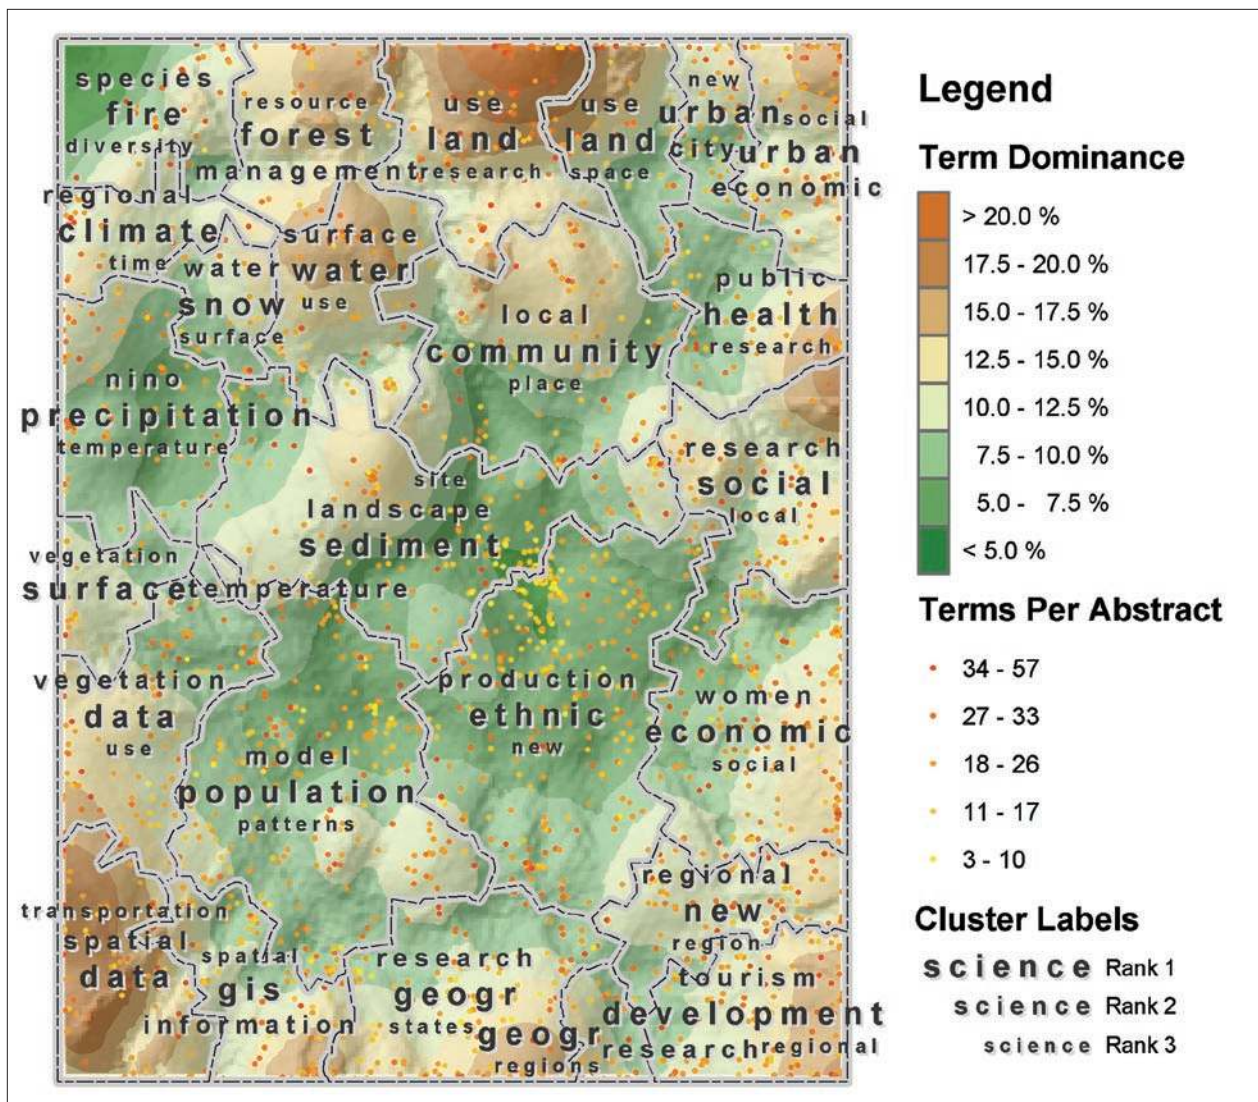 species
fire
diversity
resource
forest
management
use
land
research
use
land
space
new
urban
city
social
urban
economic
regional
climate
time
water
snow
surface
surface
water
use
local
community
place
public
health
research
nino
precipitation
temperature
site
landscape
sediment
research
social
local
vegetation
surface
temperature
vegetation
data
use
model
population
patterns
production
ethnic
new
women
economic
social
transportation
spatial
data
spatial
gis
information
research
geogr
states
geogr
regions
regional
new
region
tourism
development
research
regional
Legend
Term Dominance
> 20.0 %
17.5 - 20.0 %
15.0 - 17.5 %
12.5 - 15.0 %
10.0 - 12.5 %
7.5 - 10.0 %
5.0 - 7.5 %
< 5.0 %
Terms Per Abstract
34 - 57
27 - 33
18 - 26
11 - 17
3 - 10
Cluster Labels
science Rank 1
science Rank 2
science Rank 3